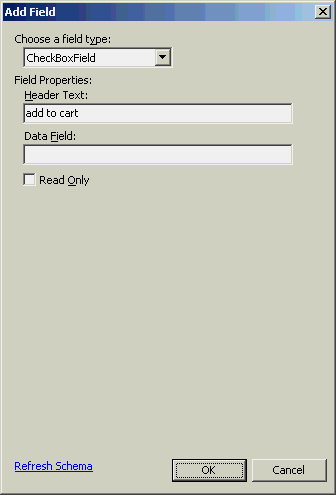 Add Field
Choose a field type:
CheckBoxField
Field Properties:
Header Text:
add to cart
Data Field:
Read Only
Refresh Schema
OK
Cancel